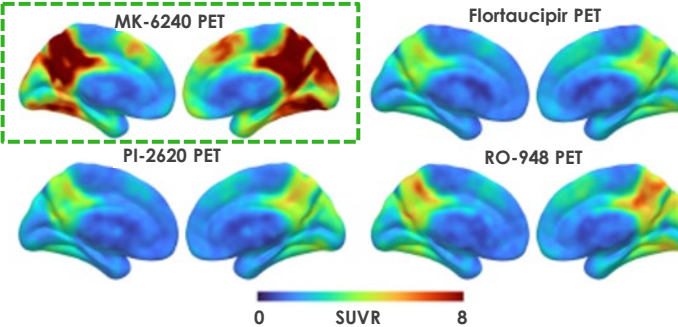 MK-6240 PET
Flortaucipir PET
PI-2620 PET
RO-948 PET
0 SUVR 8